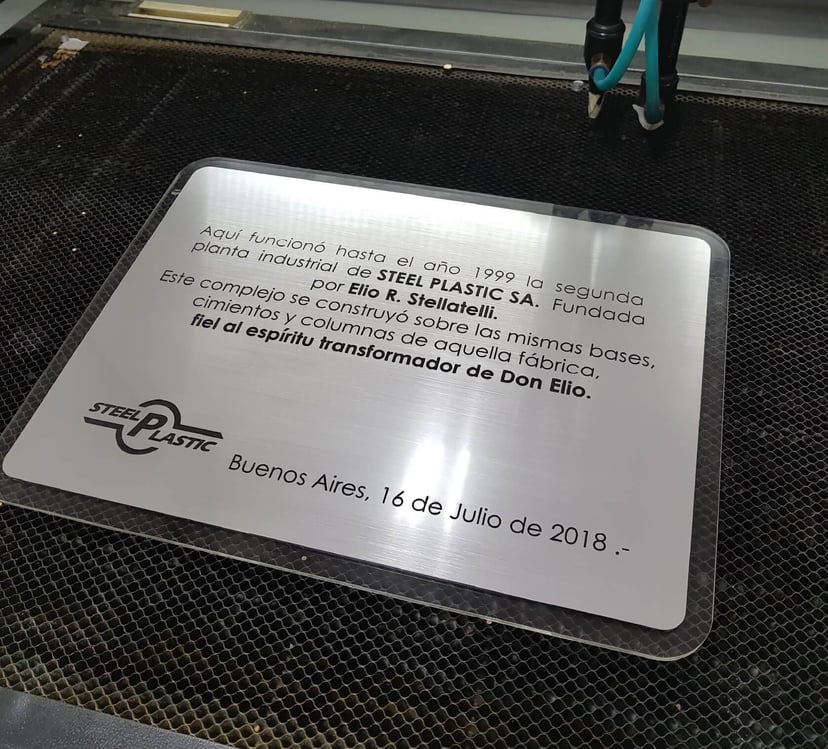 Aquí funcionó hasta el año 1999 la segunda
planta industrial de STEEL PLASTIC SA. Fundada
por Elio R. Stellatelli.
Este complejo se construyó sobre las mismas bases,
cimientos y columnas de aquella fábrica,
fiel al espíritu transformador de Don Elio.
STEEL PLASTIC
Buenos Aires, 16 de Julio de 2018 .-